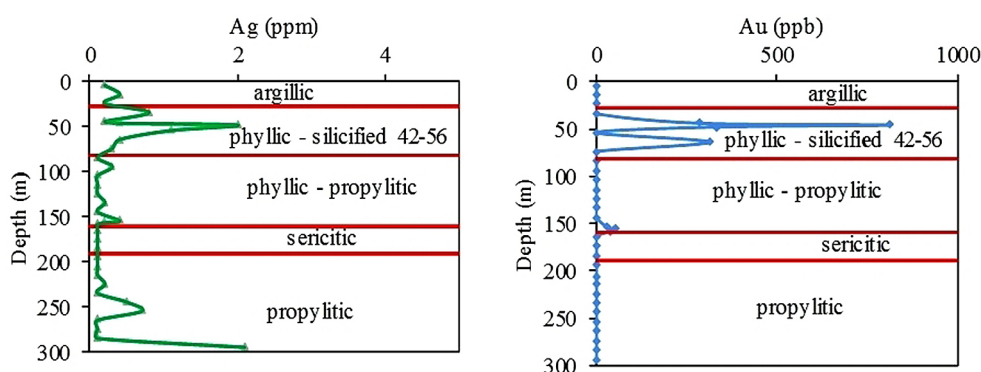 Ag (ppm)
0 2 4
0
50
100
150
200
250
300
Depth (m)
argillic
phyllic - silicified 42-56
phyllic - propylitic
sericitic
propylitic
Au (ppb)
0 500 1000
0
50
100
150
200
250
300
Depth (m)
argillic
phyllic - silicified 42-56
phyllic - propylitic
sericitic
propylitic